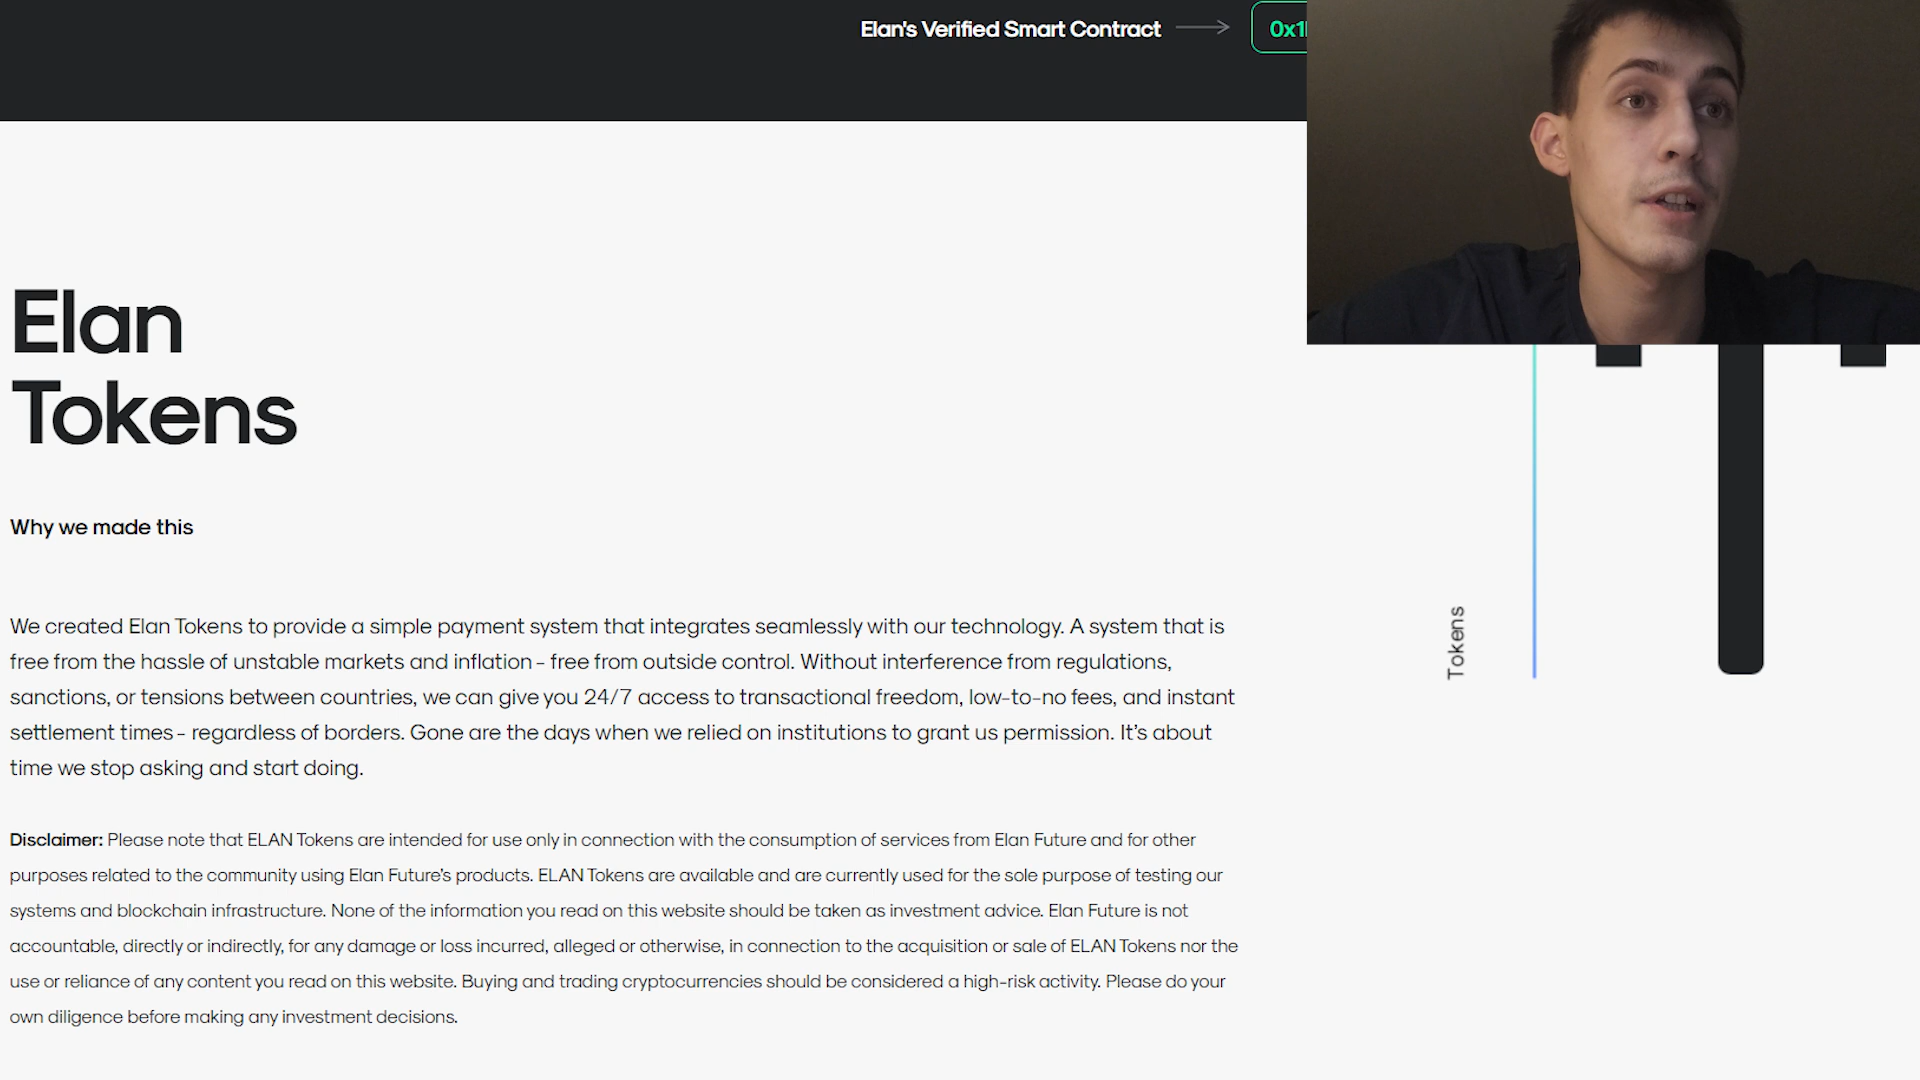 Elan's Verified Smart Contract
0x1
Elan
Tokens
Why we made this
We created Elan Tokens to provide a simple payment system that integrates seamlessly with our technology. A system that is
free from the hassle of unstable markets and inflation - free from outside control. Without interference from regulations,
sanctions, or tensions between countries, we can give you 24/7 access to transactional freedom, low-to-no fees, and instant
settlement times - regardless of borders. Gone are the days when we relied on institutions to grant us permission. It's about
time we stop asking and start doing.
Disclaimer: Please note that ELAN Tokens are intended for use only in connection with the consumption of services from Elan Future and for other
purposes related to the community using Elan Future's products. ELAN Tokens are available and are currently used for the sole purpose of testing our
systems and blockchain infrastructure. None of the information you read on this website should be taken as investment advice. Elan Future is not
accountable, directly or indirectly, for any damage or loss incurred, alleged or otherwise, in connection to the acquisition or sale of ELAN Tokens nor the
use or reliance of any content you read on this website. Buying and trading cryptocurrencies should be considered a high-risk activity. Please do your
own diligence before making any investment decisions.
Tokens